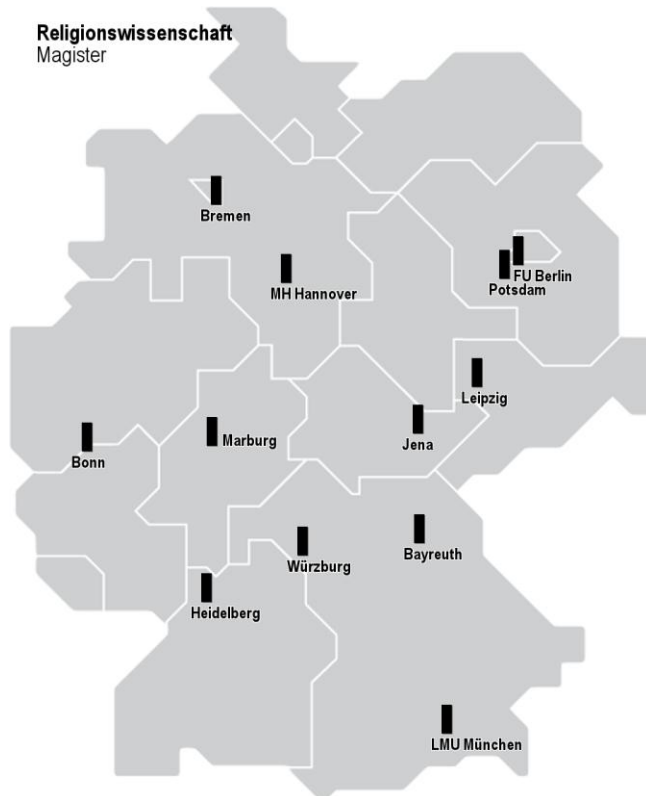 Religionswissenschaft
Magister
Bremen
MH Hannover
FU Berlin
Potsdam
Leipzig
Jena
Marburg
Bonn
Bayreuth
Würzburg
Heidelberg
LMU München